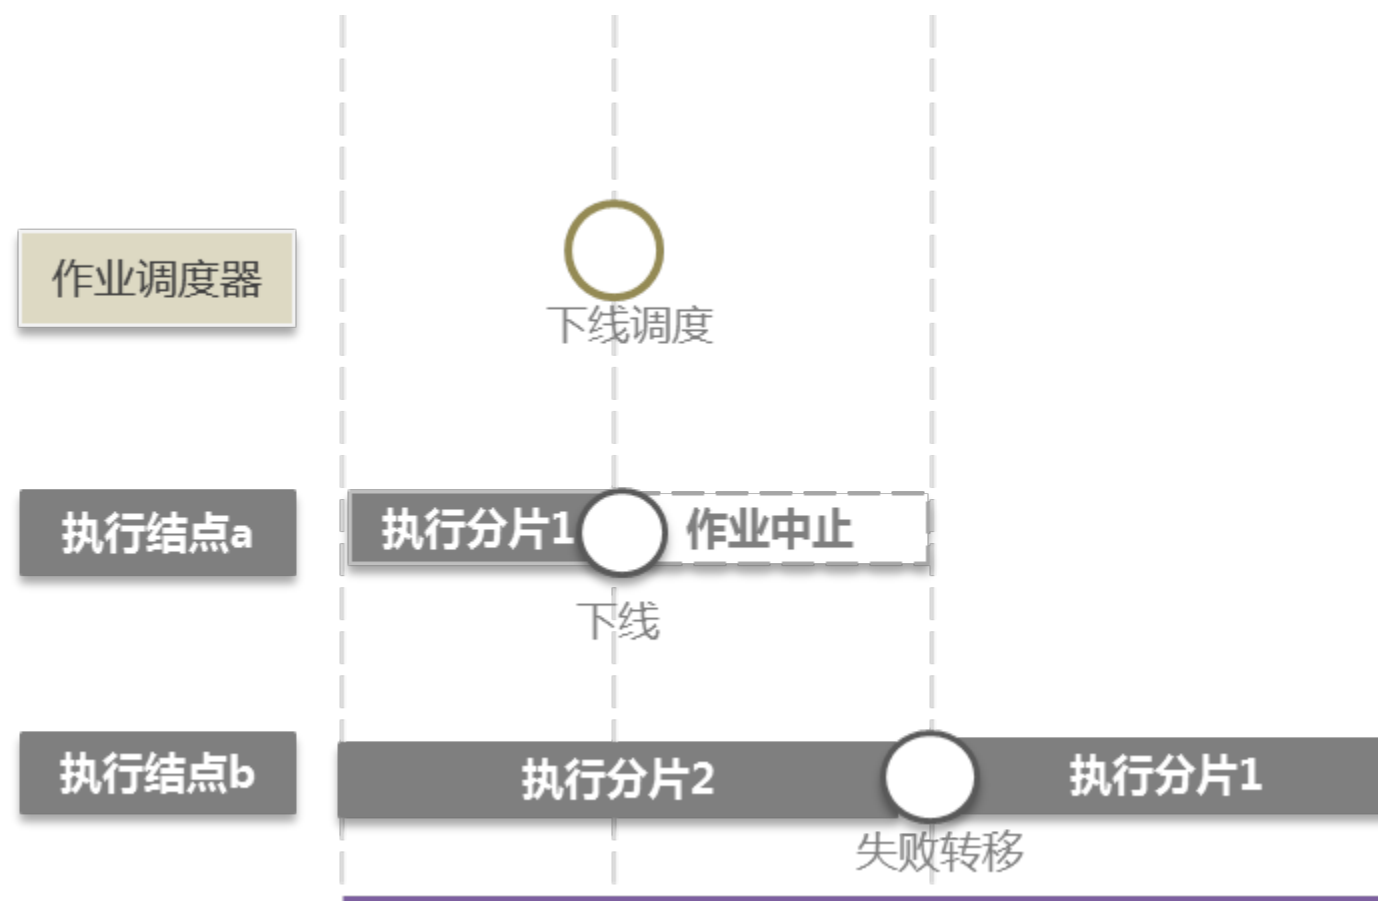 作业调度器
下线调度
执行结点a
执行分片1
作业中止
下线
执行结点b
执行分片2
执行分片1
失败转移